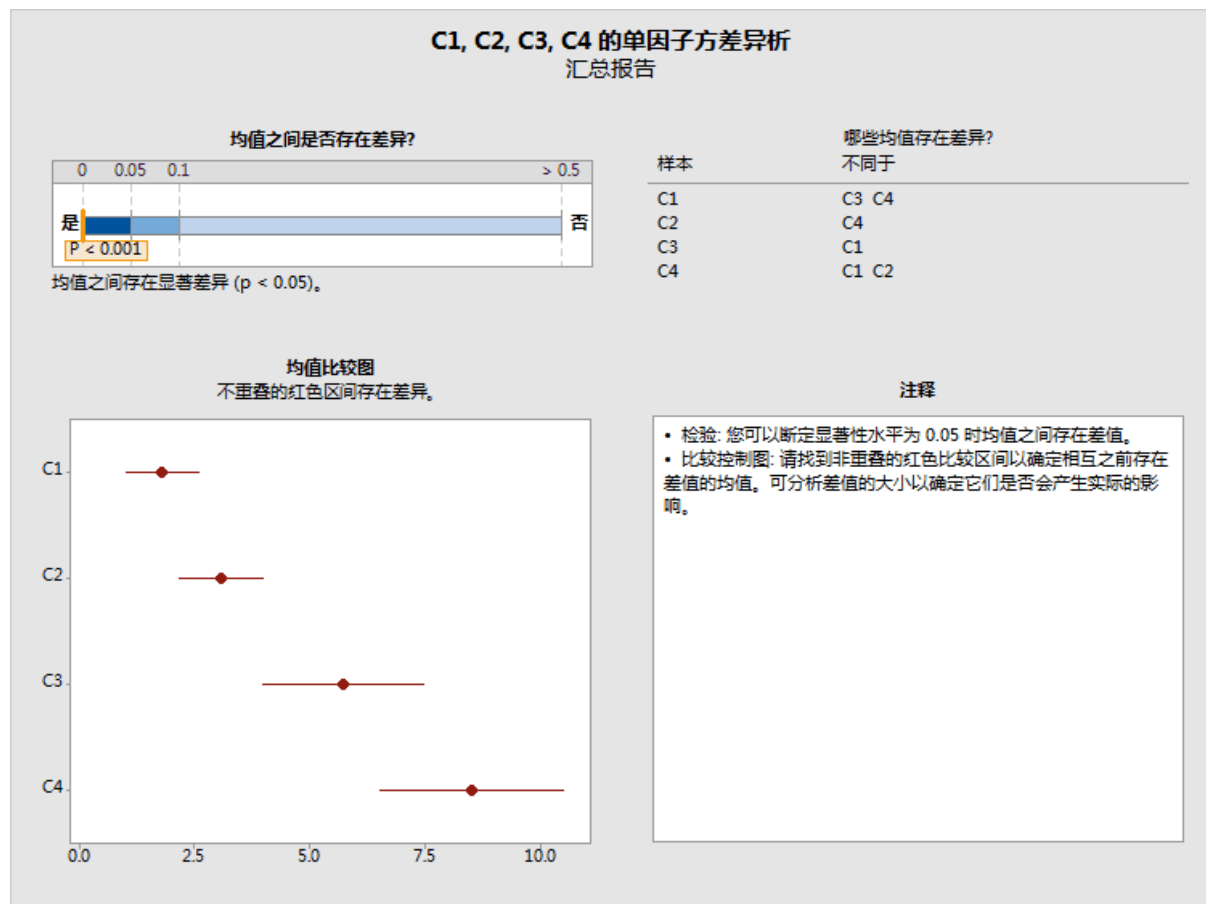 C1, C2, C3, C4 的单因子方差异析
汇总报告
均值之间是否存在差异?
0 0.05 0.1 > 0.5
是 否
P < 0.001
均值之间存在显著差异 (p < 0.05)。
哪些均值存在差异?
样本 不同于
C1 C3 C4
C2 C4
C3 C1
C4 C1 C2
均值比较图
不重叠的红色区间存在差异。
C1
C2
C3
C4
0.0 2.5 5.0 7.5 10.0
注释
• 检验: 您可以断定显著性水平为 0.05 时均值之间存在差值。
• 比较控制图: 请找到非重叠的红色比较区间以确定相互之前存在
差值的均值。可分析差值的大小以确定它们是否会产生实际的影
响。